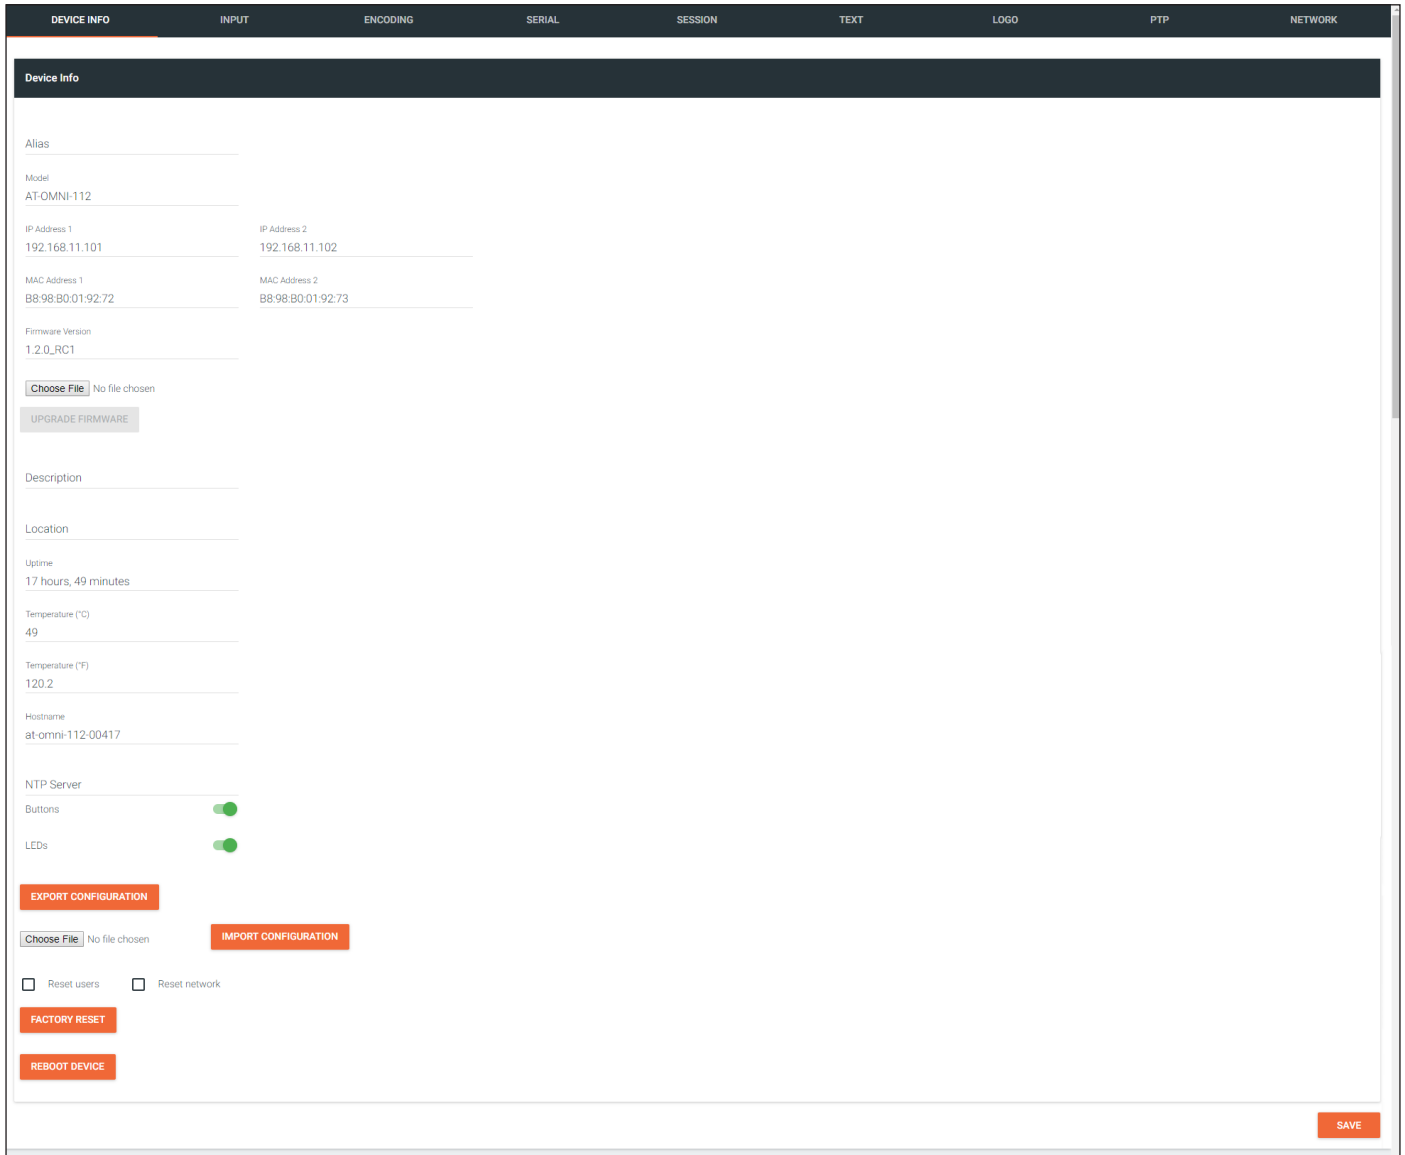 DEVICE INFO INPUT ENCODING SERIAL SESSION TEXT LOGO PTP NETWORK
Device Info
Alias
Model
AT-OMNI-112
IP Address 1 IP Address 2
192.168.11.101 192.168.11.102
MAC Address 1 MAC Address 2
B8:98:B0:01:92:72 B8:98:B0:01:92:73
Firmware Version
1.2.0_RC1
Choose File No file chosen
UPGRADE FIRMWARE
Description
Location
Uptime
17 hours, 49 minutes
Temperature (°C)
49
Temperature (°F)
120.2
Hostname
at-omni-112-00417
NTP Server
Buttons
LEDs
EXPORT CONFIGURATION
Choose File No file chosen IMPORT CONFIGURATION
Reset users Reset network
FACTORY RESET
REBOOT DEVICE
SAVE